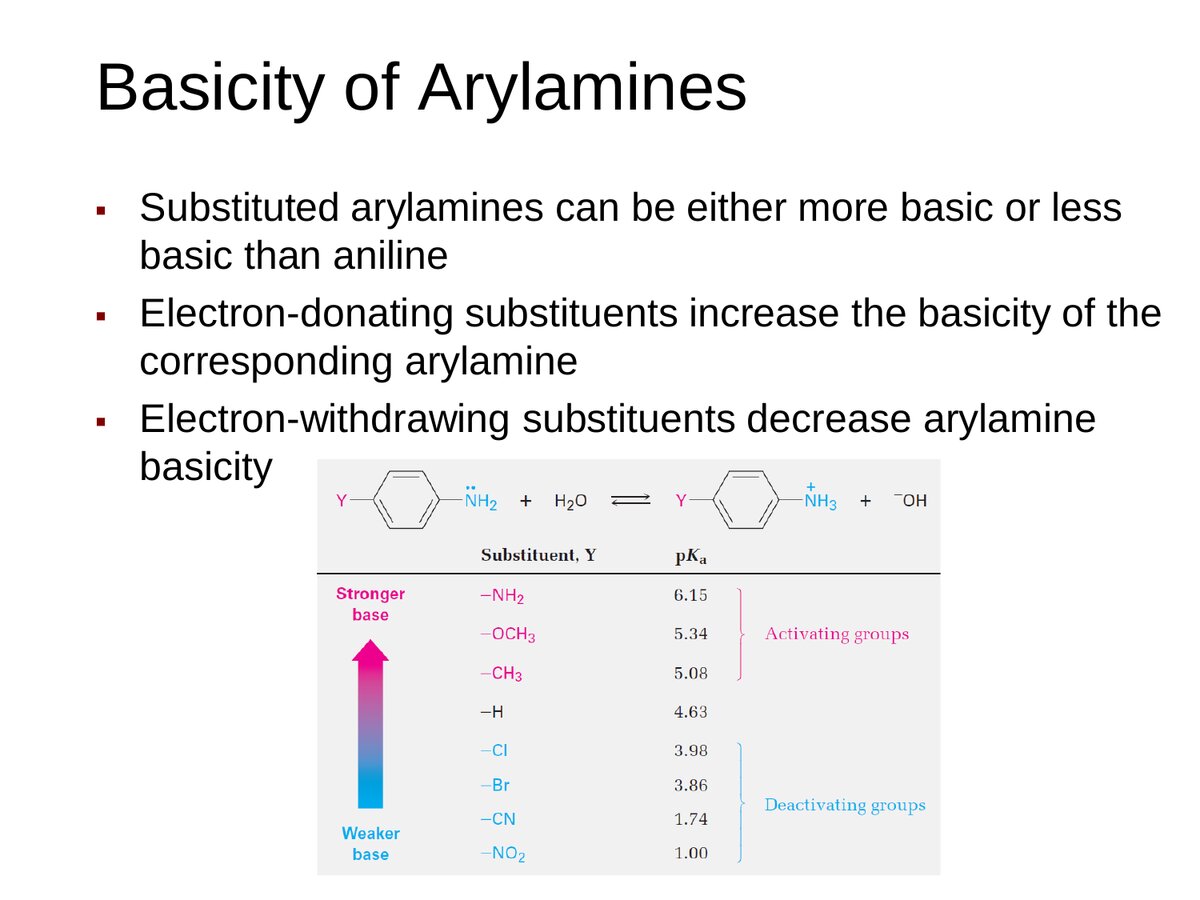 Basicity of Arylamines
▪ Substituted arylamines can be either more basic or less
basic than aniline
▪ Electron-donating substituents increase the basicity of the
corresponding arylamine
▪ Electron-withdrawing substituents decrease arylamine
basicity
Y N̈H₂ + H₂O ⇌ Y N⁺H₃ + ⁻OH
Substituent, Y pKₐ
Stronger
base
–NH₂ 6.15
–OCH₃ 5.34 Activating groups
–CH₃ 5.08
–H 4.63
–Cl 3.98
–Br 3.86
Deactivating groups
–CN 1.74
Weaker
base
–NO₂ 1.00